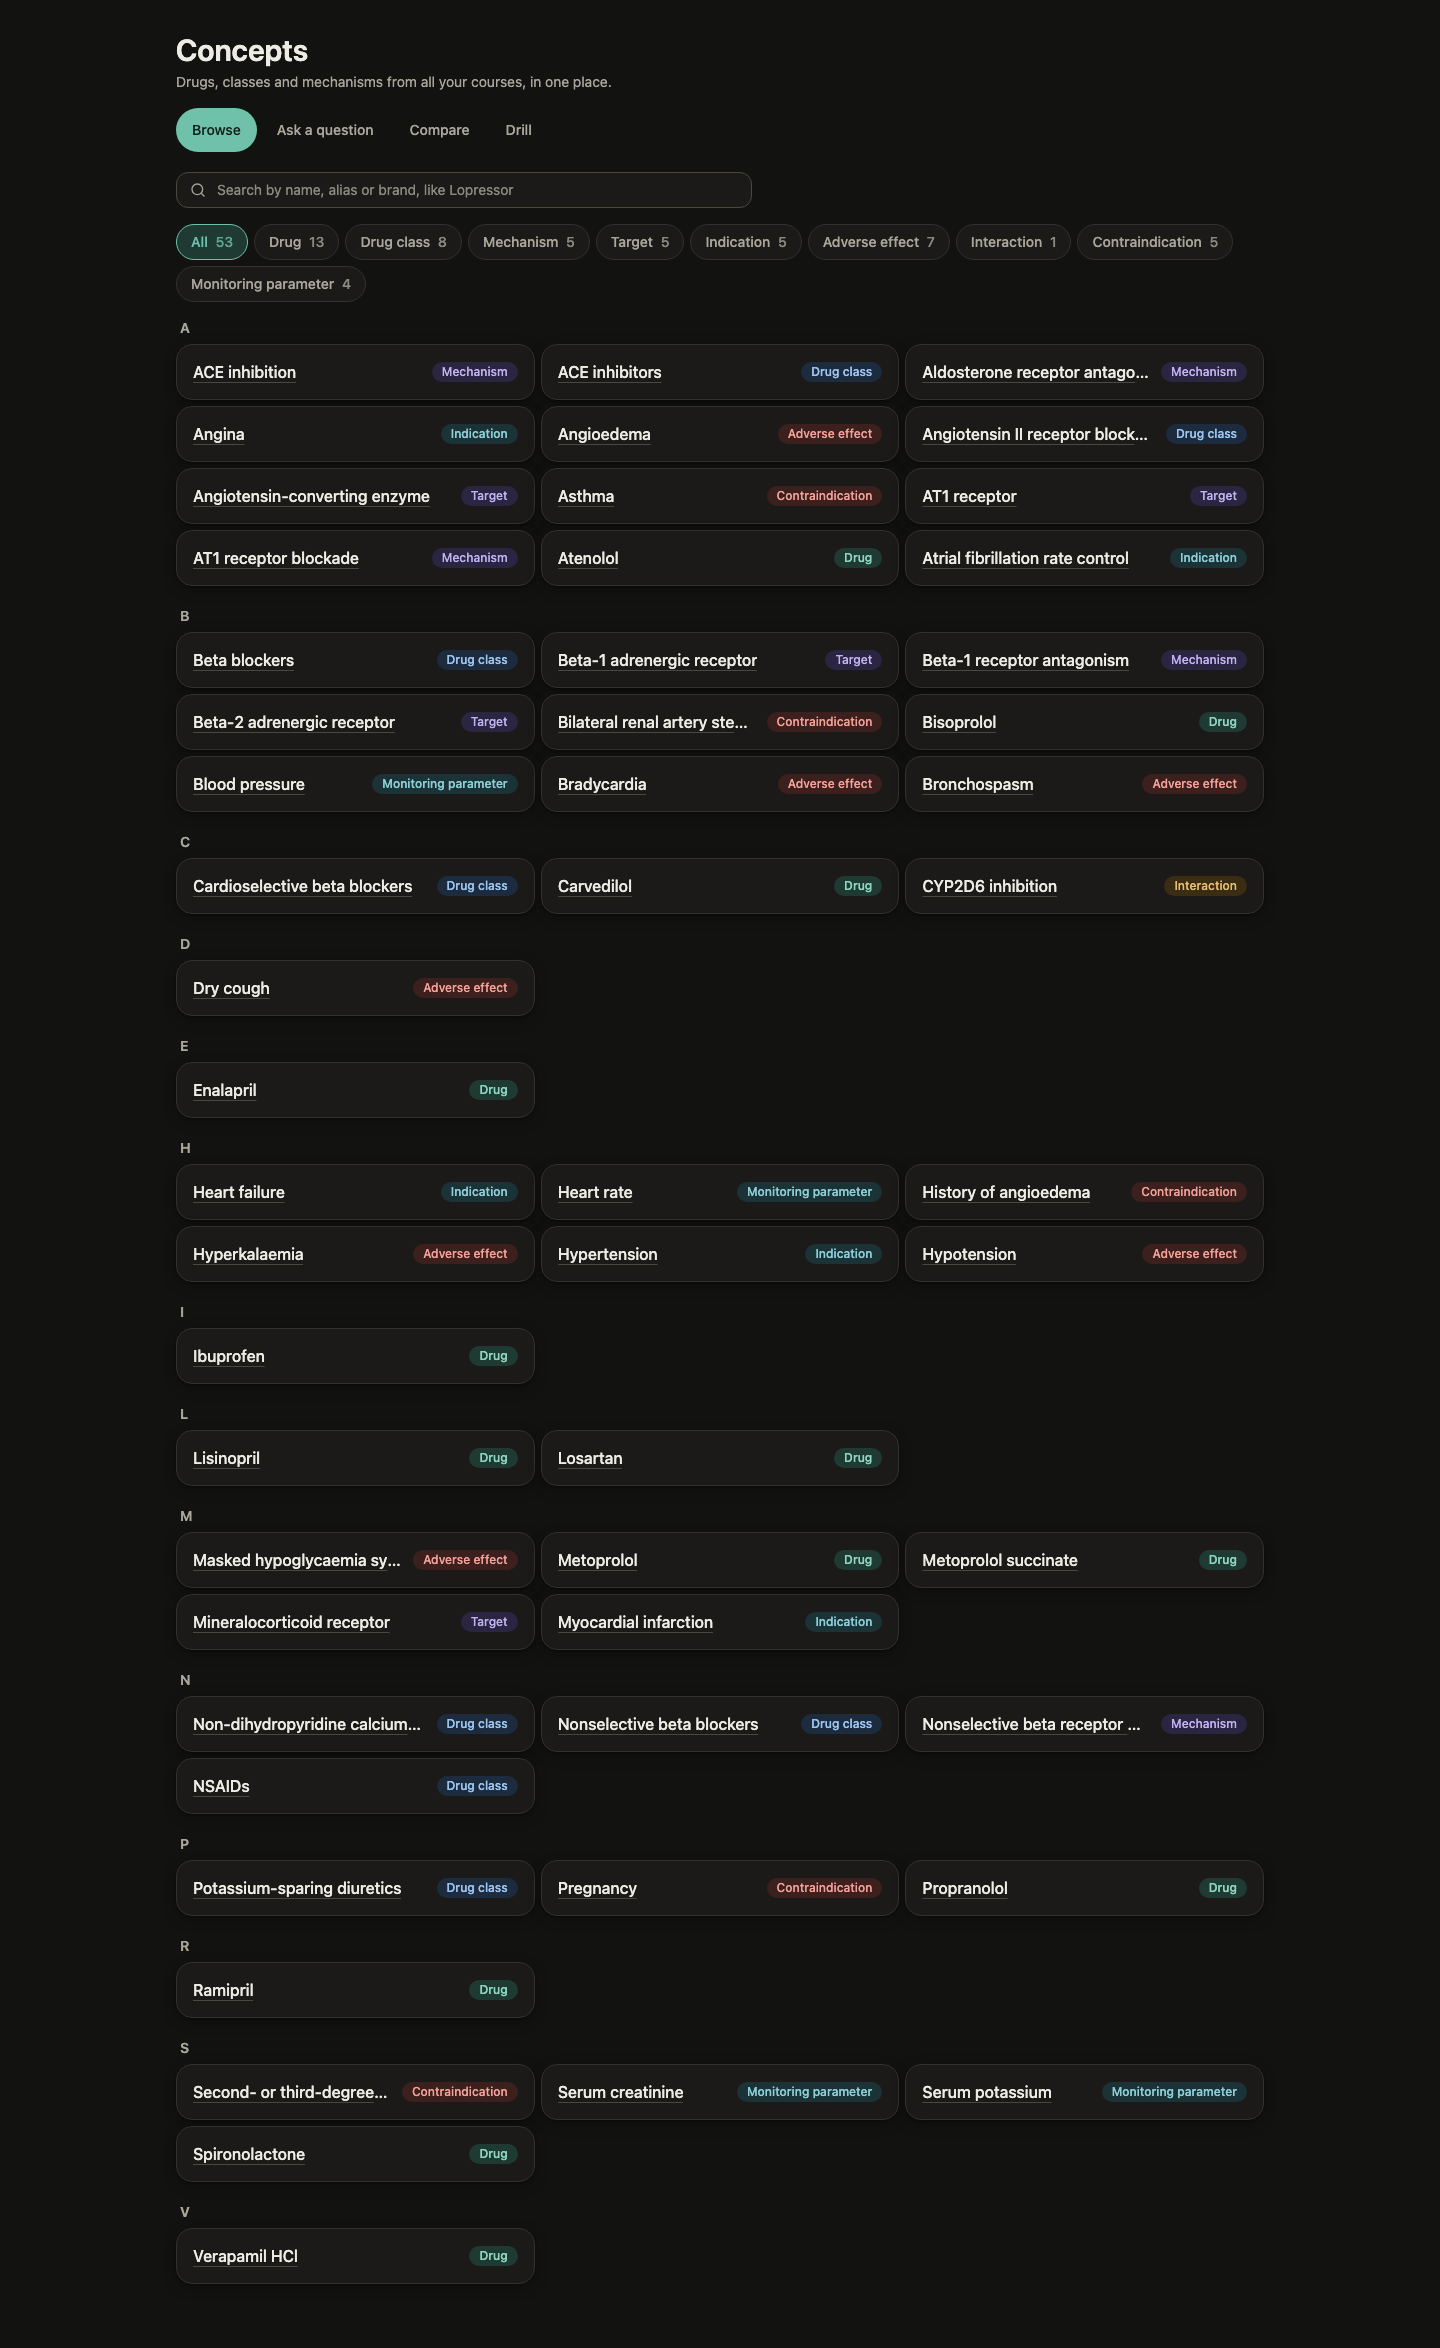 Concepts
Drugs, classes and mechanisms from all your courses, in one place.
Browse Ask a question Compare Drill
Search by name, alias or brand, like Lopressor
All 53 Drug 13 Drug class 8 Mechanism 5 Target 5 Indication 5 Adverse effect 7 Interaction 1 Contraindication 5
Monitoring parameter 4
A
ACE inhibition Mechanism ACE inhibitors Drug class Aldosterone receptor antago... Mechanism
Angina Indication Angioedema Adverse effect Angiotensin II receptor block... Drug class
Angiotensin-converting enzyme Target Asthma Contraindication AT1 receptor Target
AT1 receptor blockade Mechanism Atenolol Drug Atrial fibrillation rate control Indication
B
Beta blockers Drug class Beta-1 adrenergic receptor Target Beta-1 receptor antagonism Mechanism
Beta-2 adrenergic receptor Target Bilateral renal artery ste... Contraindication Bisoprolol Drug
Blood pressure Monitoring parameter Bradycardia Adverse effect Bronchospasm Adverse effect
C
Cardioselective beta blockers Drug class Carvedilol Drug CYP2D6 inhibition Interaction
D
Dry cough Adverse effect
E
Enalapril Drug
H
Heart failure Indication Heart rate Monitoring parameter History of angioedema Contraindication
Hyperkalaemia Adverse effect Hypertension Indication Hypotension Adverse effect
I
Ibuprofen Drug
L
Lisinopril Drug Losartan Drug
M
Masked hypoglycaemia sy... Adverse effect Metoprolol Drug Metoprolol succinate Drug
Mineralocorticoid receptor Target Myocardial infarction Indication
N
Non-dihydropyridine calcium... Drug class Nonselective beta blockers Drug class Nonselective beta receptor ... Mechanism
NSAIDs Drug class
P
Potassium-sparing diuretics Drug class Pregnancy Contraindication Propranolol Drug
R
Ramipril Drug
S
Second- or third-degree... Contraindication Serum creatinine Monitoring parameter Serum potassium Monitoring parameter
Spironolactone Drug
V
Verapamil HCl Drug